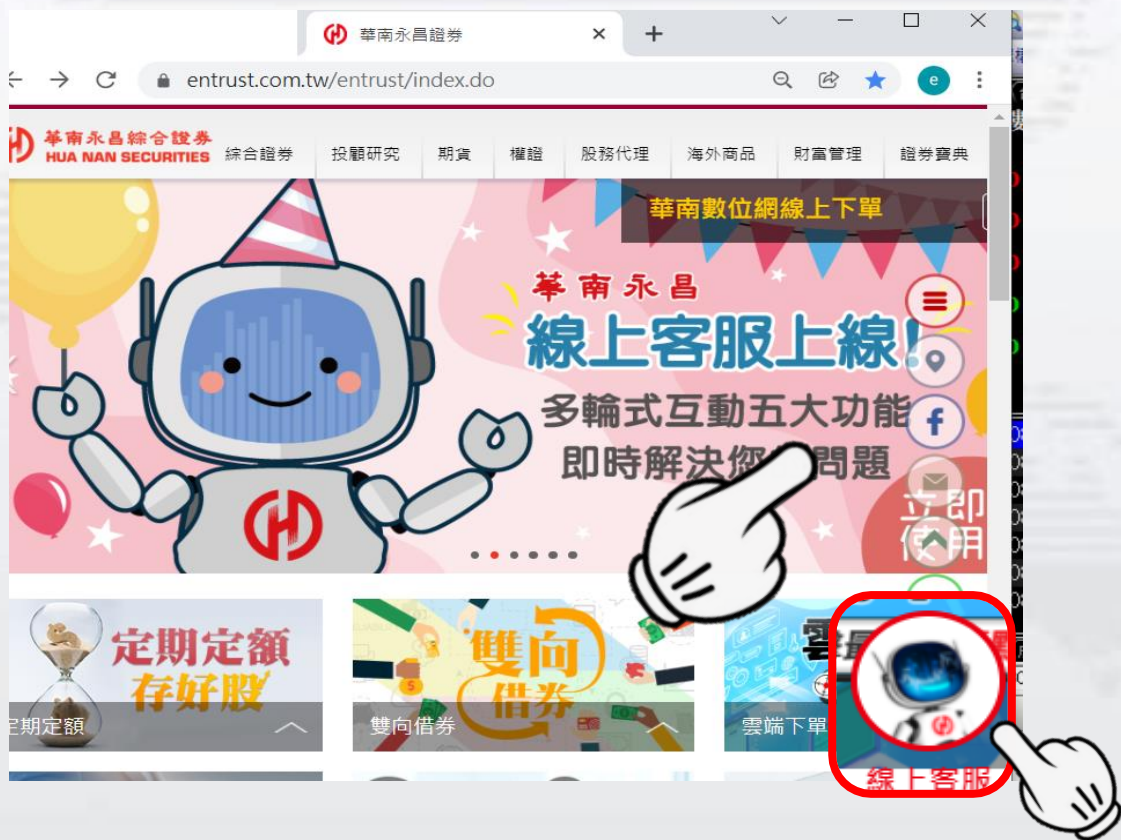 華南永昌證券
entrust.com.tw/entrust/index.do
e
華南永昌綜合證券
HUA NAN SECURITIES
綜合證券 投顧研究 期貨 權證 股務代理 海外商品 財富管理 證券寶典
華南數位網線上下單
華南永昌
線上客服上線!
多輪式互動五大功能
即時解決您 問題
立即
使用
定期定額
存好股
定期定額
雙向
借券
雙向借券
雲端下單
線上客服